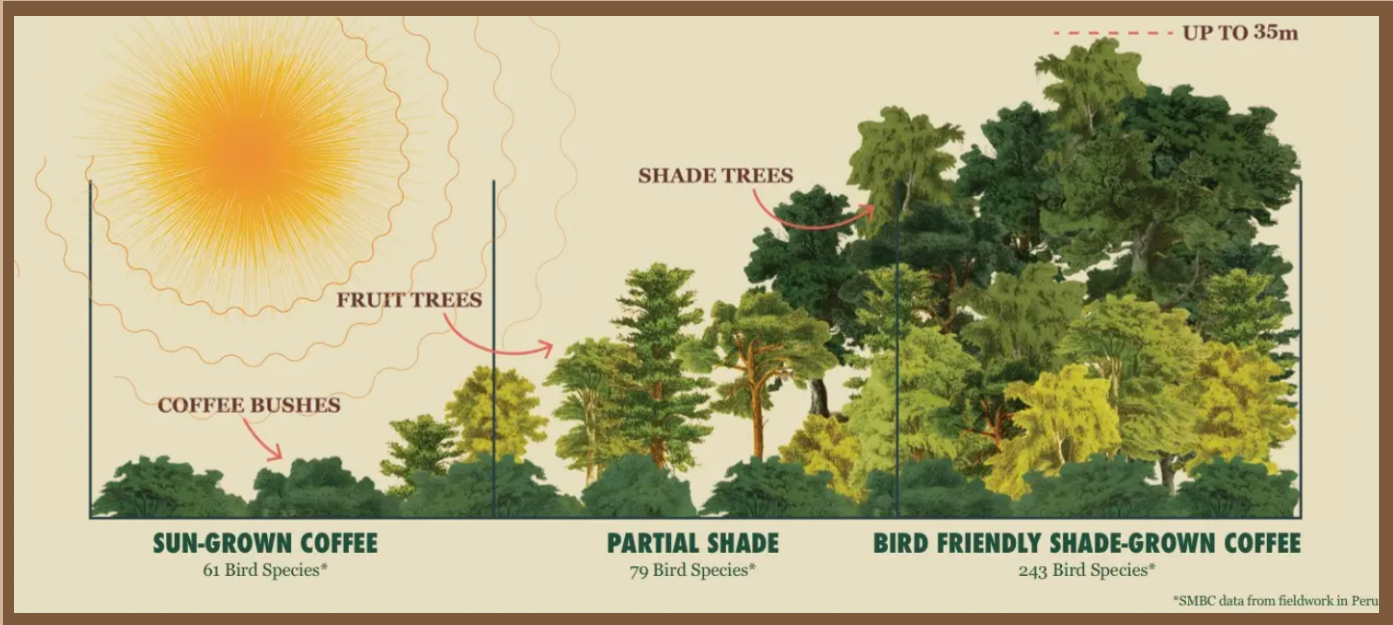 UP TO 35m
SHADE TREES
FRUIT TREES
COFFEE BUSHES
SUN-GROWN COFFEE
61 Bird Species*
PARTIAL SHADE
79 Bird Species*
BIRD FRIENDLY SHADE-GROWN COFFEE
243 Bird Species*
*SMBC data from fieldwork in Peru